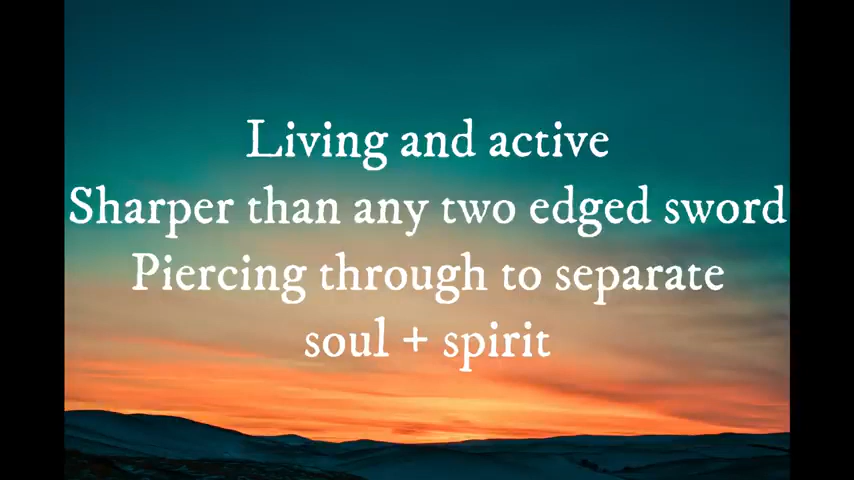 Living and active
Sharper than any two edged sword
Piercing through to separate
soul + spirit